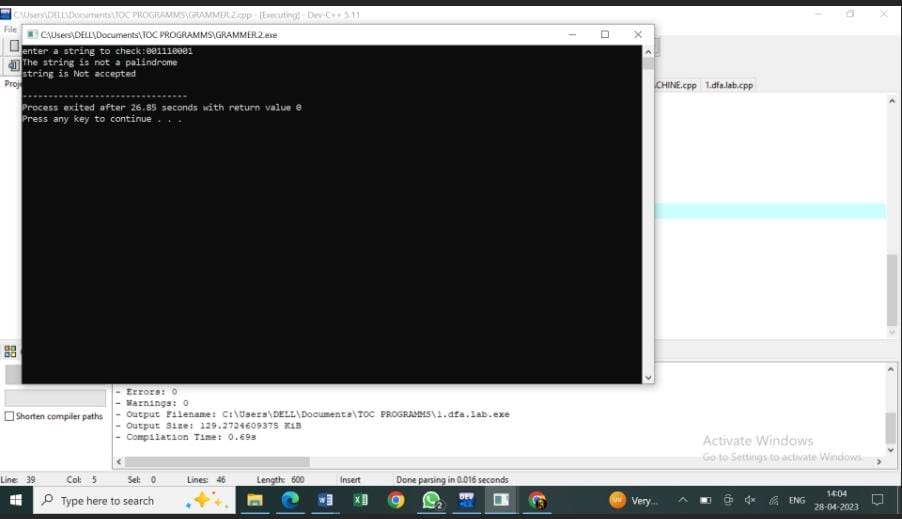 C:\Users\DELL\Documents\TOC PROGRAMMS\GRAMMER.2.cpp - [Executing] - Dev-C++ 5.11
File
C:\Users\DELL\Documents\TOC PROGRAMMS\GRAMMER.2.exe
enter a string to check:001110001
The string is not a palindrome
string is Not accepted
--------------------------------
Process exited after 26.85 seconds with return value 0
Press any key to continue . . .
Proje
CHINE.cpp 1.dfa.lab.cpp
- Errors: 0
- Warnings: 0
- Output Filename: C:\Users\DELL\Documents\TOC PROGRAMMS\1.dfa.lab.exe
- Output Size: 129.2724609375 KiB
- Compilation Time: 0.69s
Shorten compiler paths
Activate Windows
Go to Settings to activate Windows.
Line: 39 Col: 5 Sel: 0 Lines: 46 Length: 600 Insert Done parsing in 0.016 seconds
Type here to search
Very...
ENG
14:04
28-04-2023